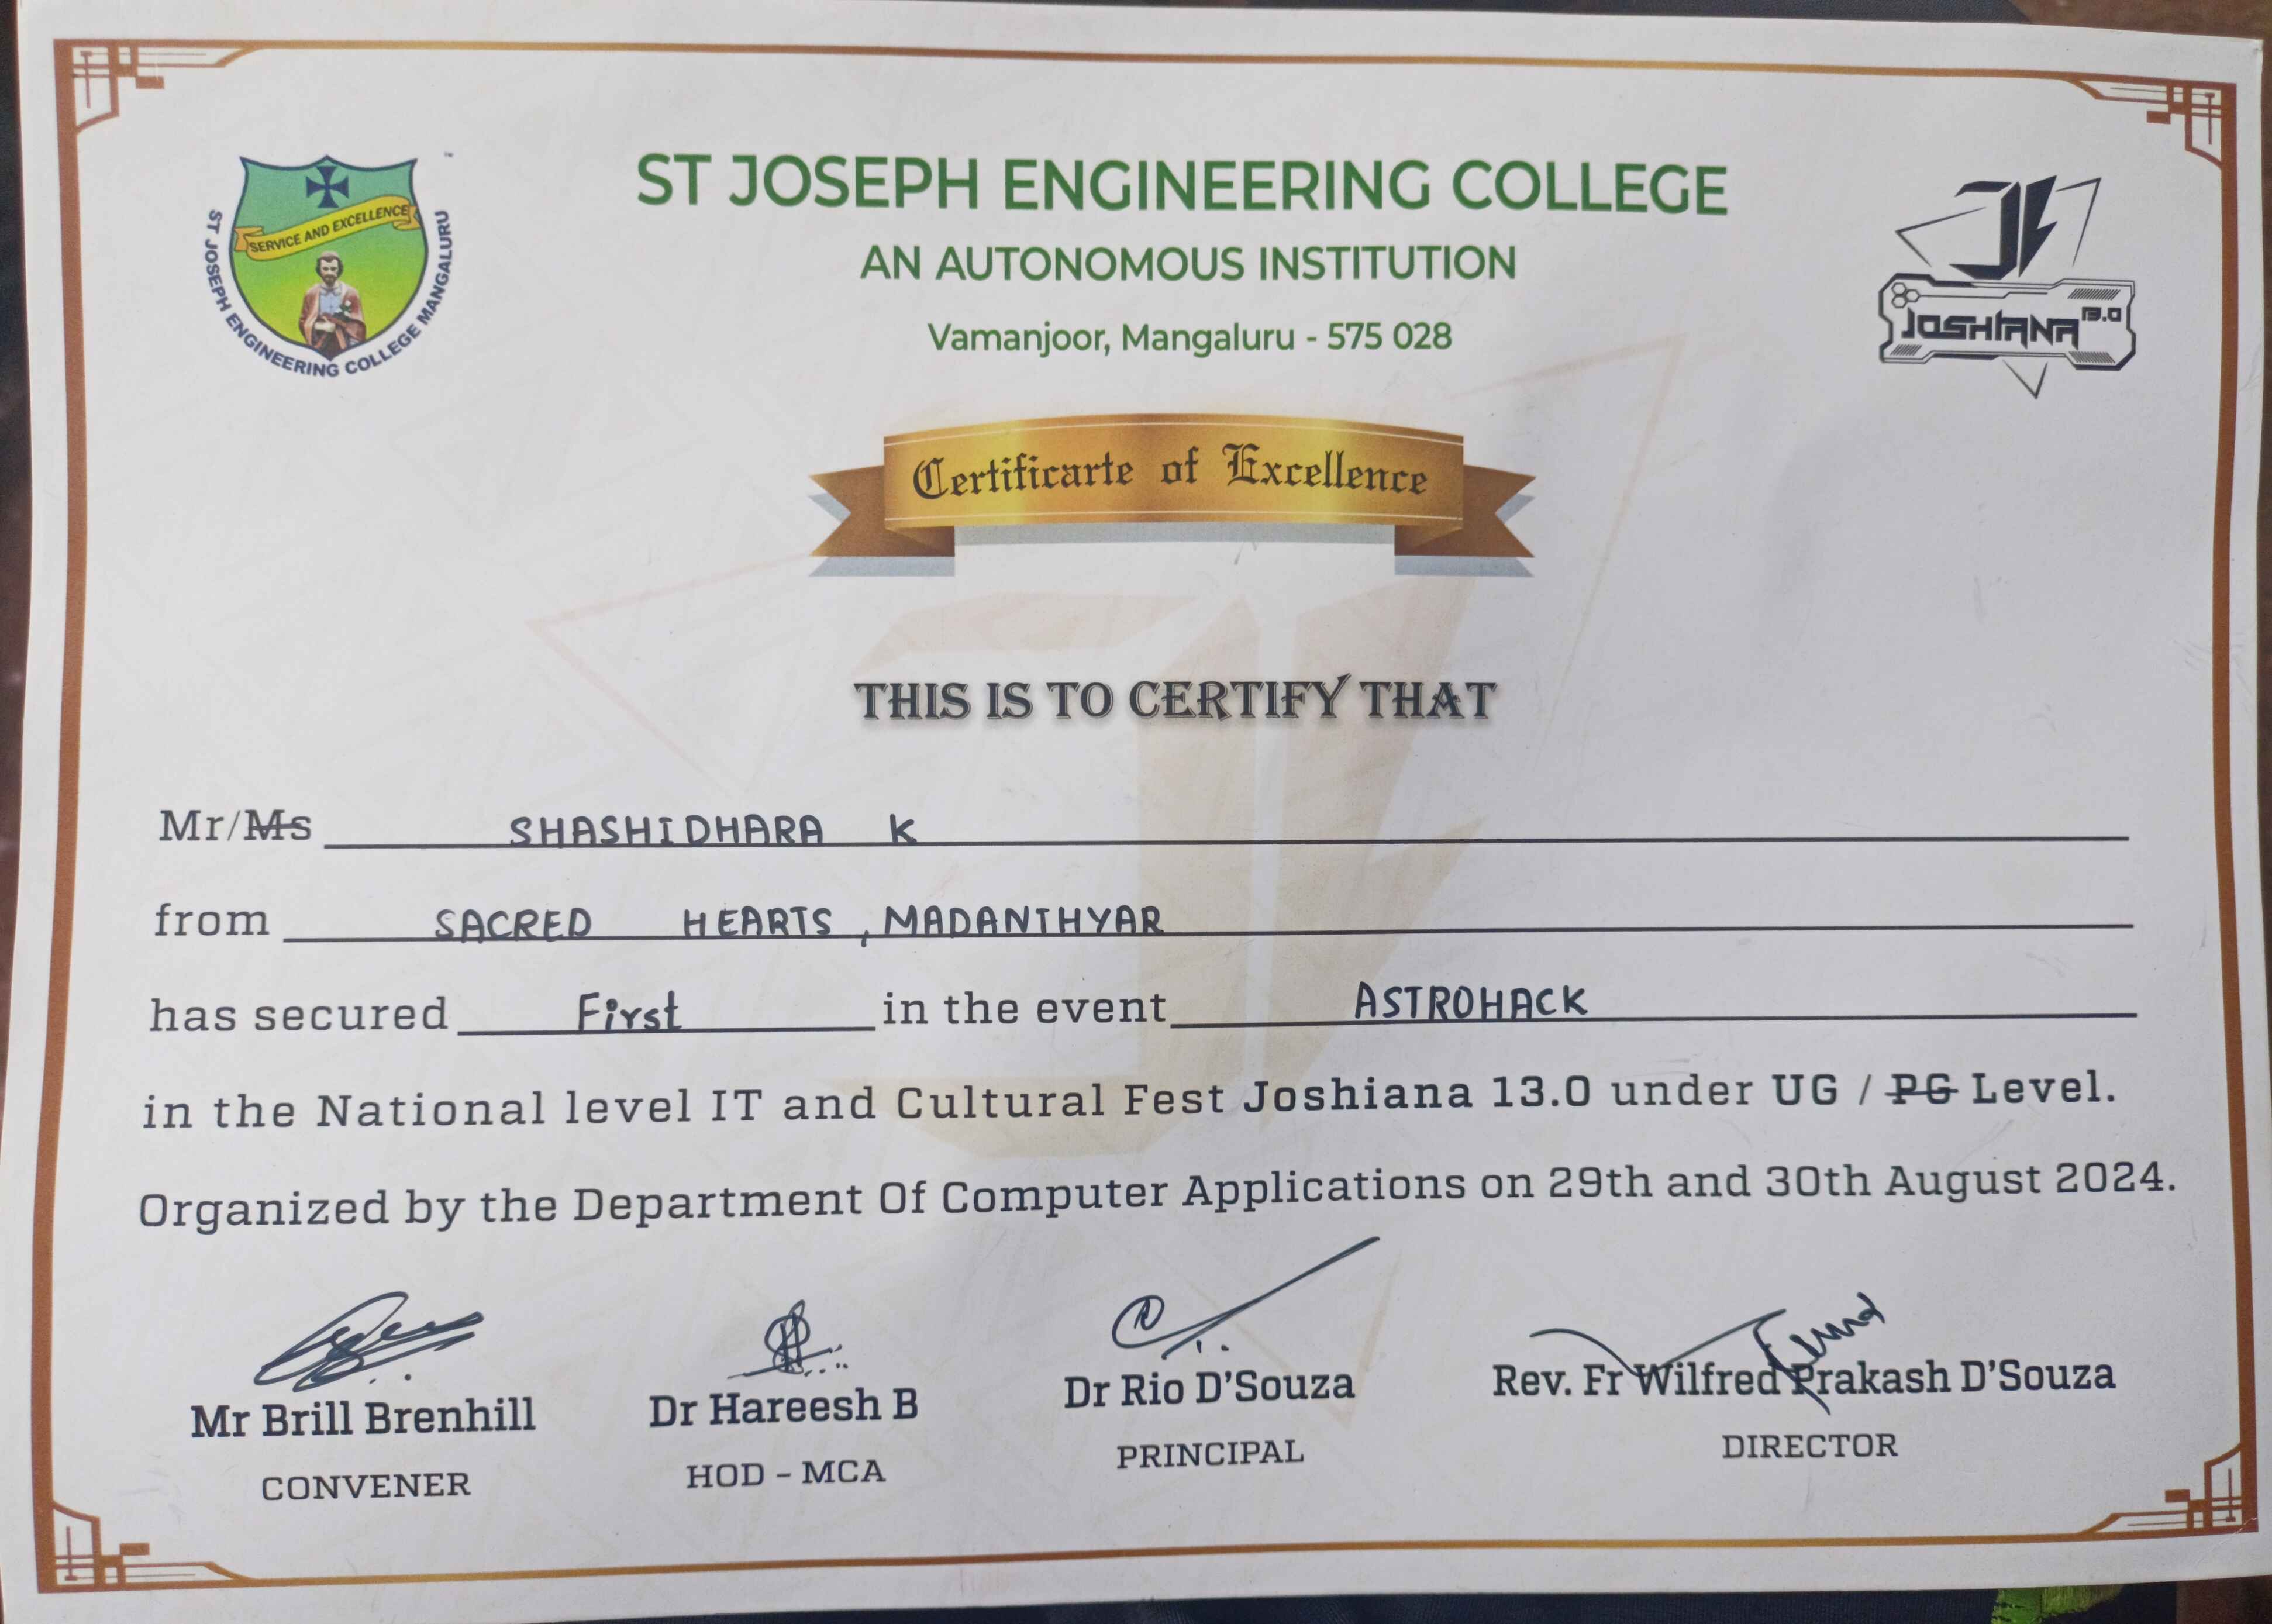 ST JOSEPH ENGINEERING COLLEGE
AN AUTONOMOUS INSTITUTION
Vamanjoor, Mangaluru - 575 028
SERVICE AND EXCELLENCE
ST JOSEPH ENGINEERING COLLEGE MANGALURU
JOSHIANA 13.0
Certificarte of Excellence
THIS IS TO CERTIFY THAT
Mr/Ms SHASHIDHARA K
from SACRED HEARTS, MADANTHYAR
has secured First in the event ASTROHACK
in the National level IT and Cultural Fest Joshiana 13.0 under UG / PG Level.
Organized by the Department Of Computer Applications on 29th and 30th August 2024.
Mr Brill Brenhill
CONVENER
Dr Hareesh B
HOD - MCA
Dr Rio D'Souza
PRINCIPAL
Rev. Fr Wilfred Prakash D'Souza
DIRECTOR